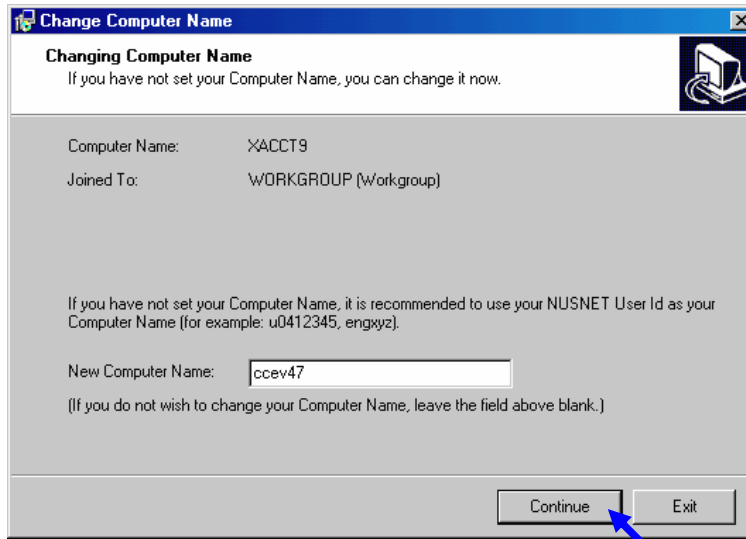 Change Computer Name
Changing Computer Name
If you have not set your Computer Name, you can change it now.
Computer Name: XACCT9
Joined To: WORKGROUP (Workgroup)
If you have not set your Computer Name, it is recommended to use your NUSNET User Id as your
Computer Name (for example: u0412345, engxyz).
New Computer Name: ccev47
(If you do not wish to change your Computer Name, leave the field above blank.)
Continue Exit